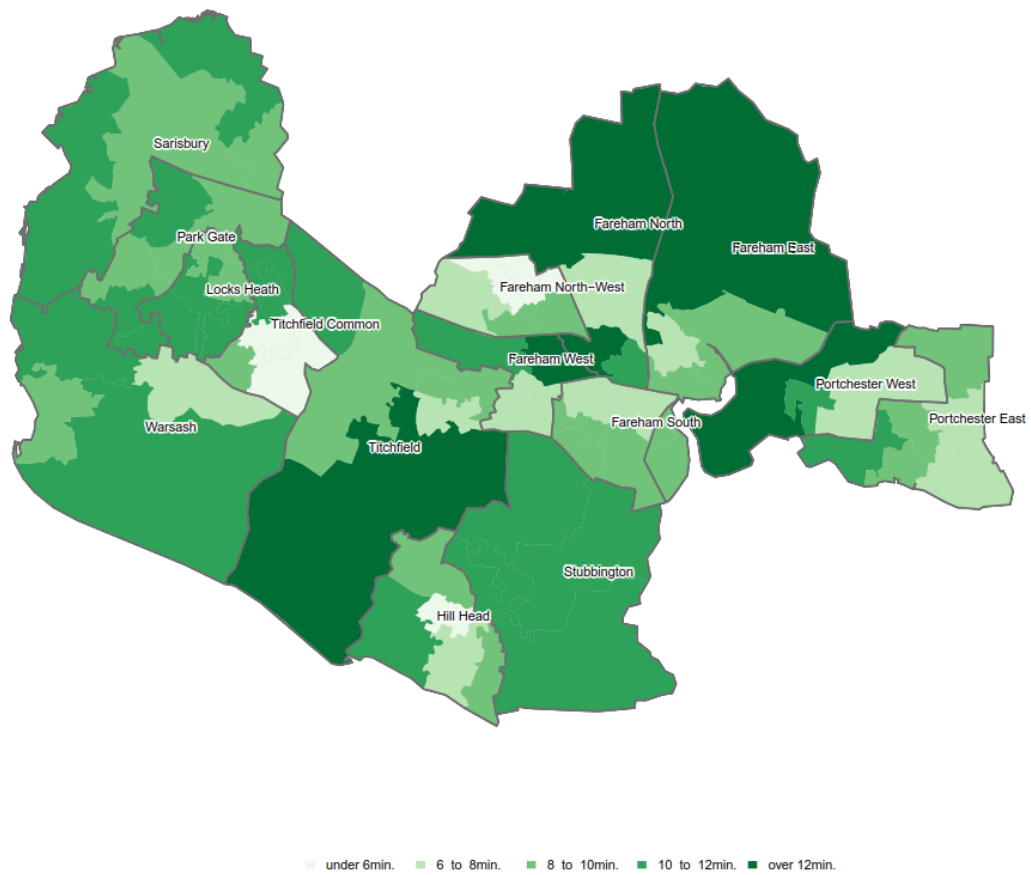 Sarisbury
Fareham North
Park Gate
Fareham East
Locks Heath
Fareham North−West
Titchfield Common
Fareham West
Portchester West
Warsash
Fareham South
Portchester East
Titchfield
Stubbington
Hill Head
under 6min.
6 to 8min.
8 to 10min.
10 to 12min.
over 12min.